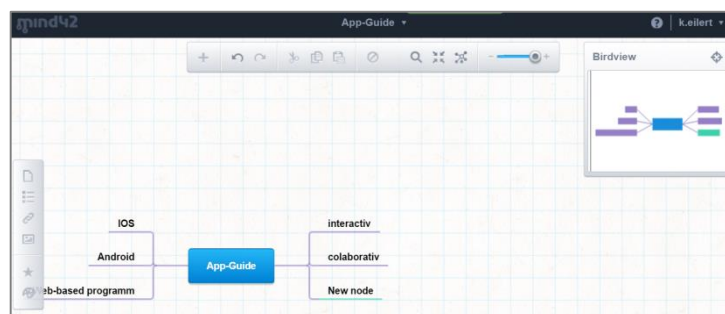 mind42
App-Guide
k.eilert
Birdview
IOS
interactiv
Android
App-Guide
colaborativ
eb-based programm
New node